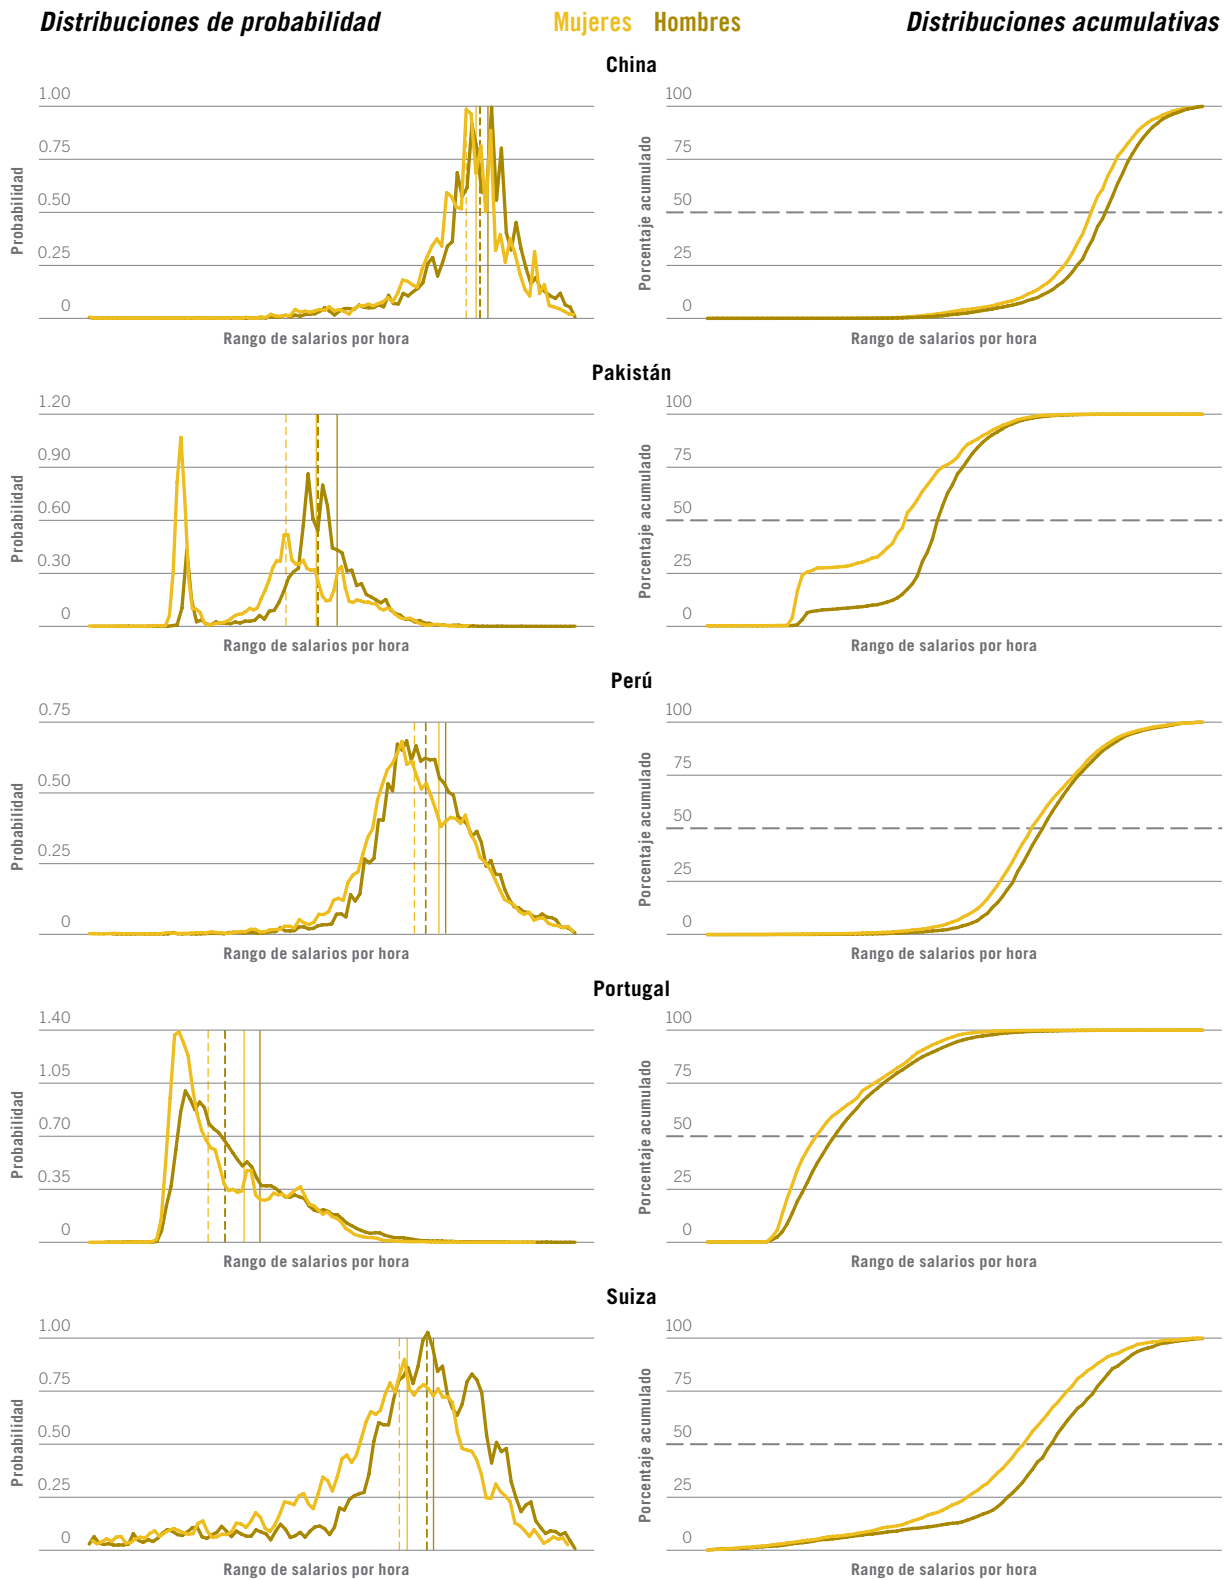 Distribuciones de probabilidad
Mujeres Hombres
Distribuciones acumulativas
China
1.00
0.75
0.50
0.25
0
Probabilidad
Rango de salarios por hora
100
75
50
25
0
Porcentaje acumulado
Rango de salarios por hora
Pakistán
1.20
0.90
0.60
0.30
0
Probabilidad
Rango de salarios por hora
100
75
50
25
0
Porcentaje acumulado
Rango de salarios por hora
Perú
0.75
0.50
0.25
0
Probabilidad
Rango de salarios por hora
100
75
50
25
0
Porcentaje acumulado
Rango de salarios por hora
Portugal
1.40
1.05
0.70
0.35
0
Probabilidad
Rango de salarios por hora
100
75
50
25
0
Porcentaje acumulado
Rango de salarios por hora
Suiza
1.00
0.75
0.50
0.25
0
Probabilidad
Rango de salarios por hora
100
75
50
25
0
Porcentaje acumulado
Rango de salarios por hora